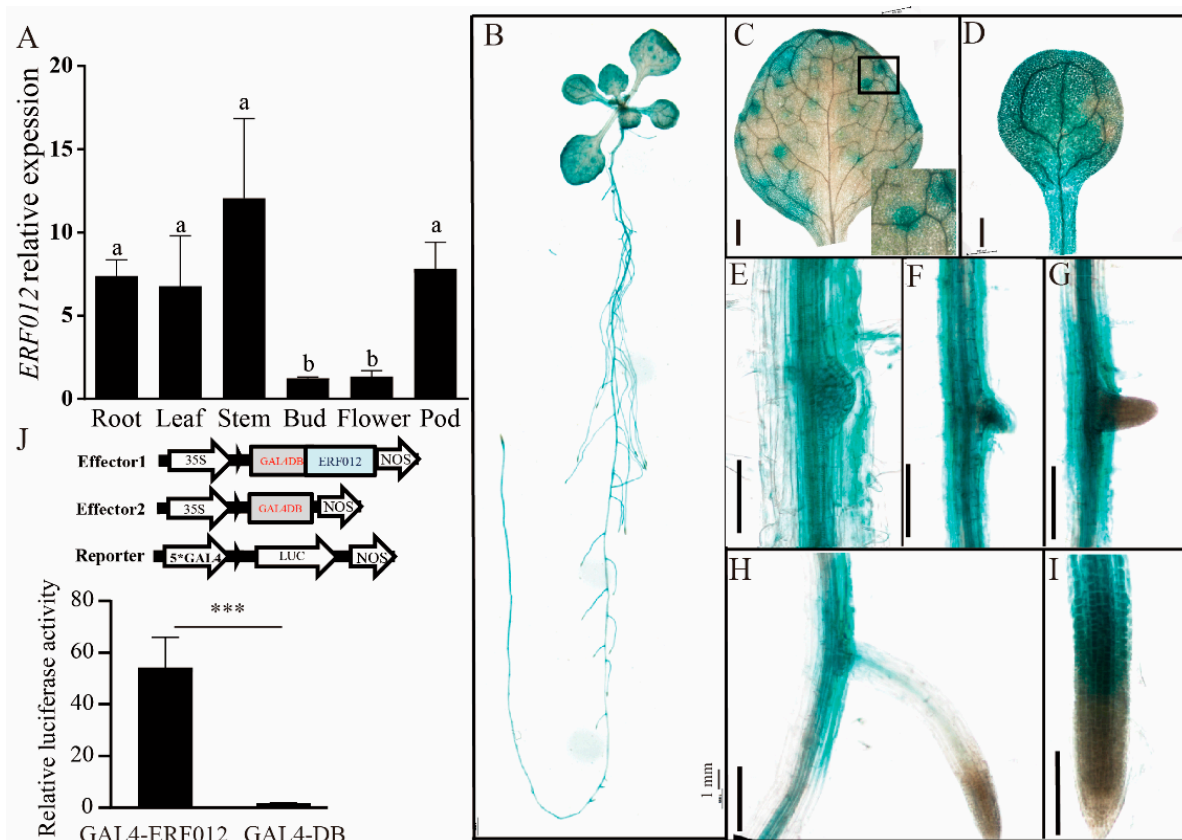 A
ERF012 relative expession
20
15
10
5
0
a
a
a
b
b
a
Root Leaf Stem Bud Flower Pod
B
C
D
E
F
G
H
I
1 mm
J
Effector1 35S GAL4DB ERF012 NOS
Effector2 35S GAL4DB NOS
Reporter 5*GAL4 LUC NOS
Relative luciferase activity
80
60
40
20
0
***
GAL4-ERF012 GAL4-DB